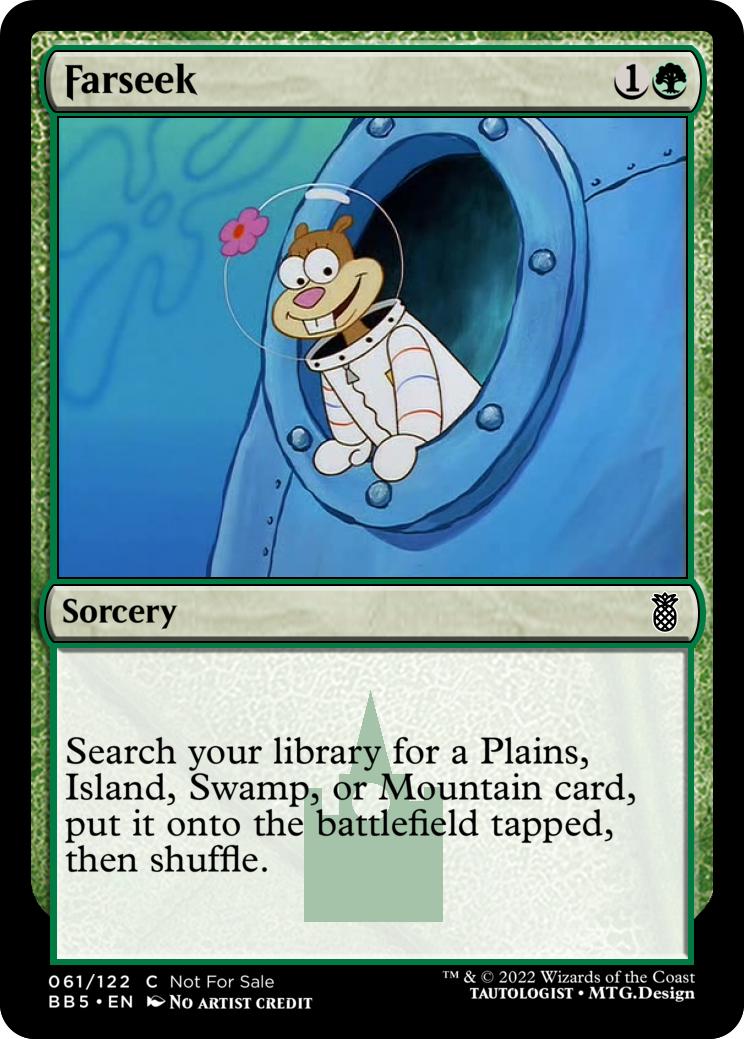 Farseek 1
Sorcery
Search your library for a Plains,
Island, Swamp, or Mountain card,
put it onto the battlefield tapped,
then shuffle.
061/122 C Not For Sale
BB5 • EN No artist credit
™ & © 2022 Wizards of the Coast
TAUTOLOGIST • MTG.Design